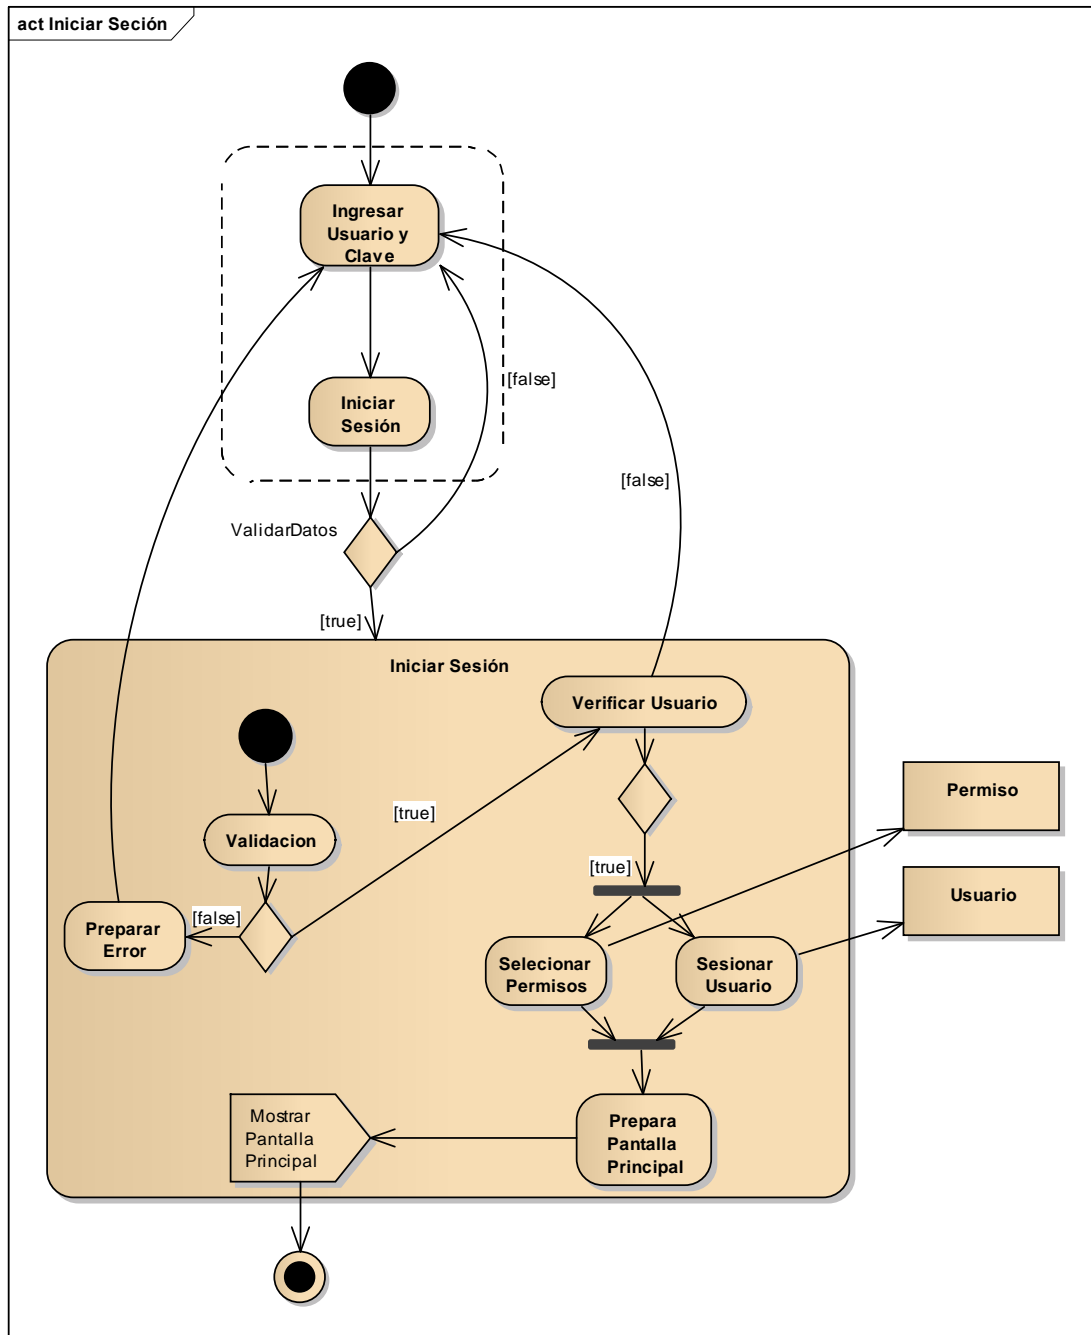 act Iniciar Seción
Ingresar
Usuario y
Clave
[false]
Iniciar
Sesión
[false]
ValidarDatos
[true]
Iniciar Sesión
Verificar Usuario
Permiso
[true]
Validacion
[true]
Usuario
[false]
Preparar
Error
Selecionar
Permisos
Sesionar
Usuario
Mostrar
Pantalla
Principal
Prepara
Pantalla
Principal